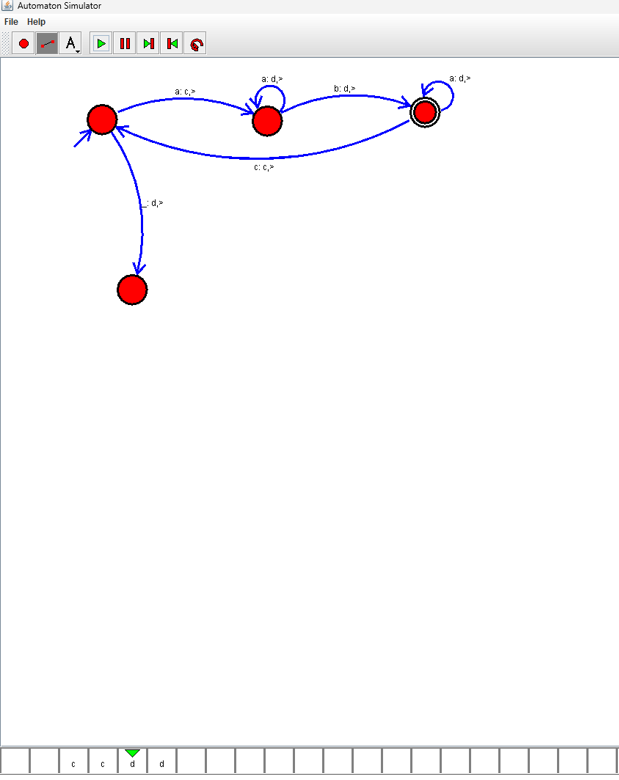 Automaton Simulator
File Help
A
a: c,>
a: d,>
b: d,>
a: d,>
c: c,>
_: d,>
c c d d